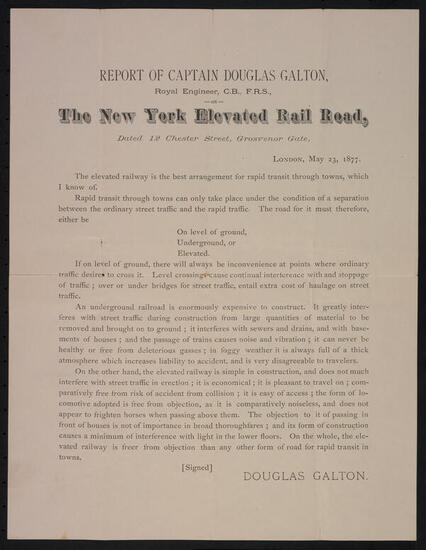 REPORT OF CAPTAIN DOUGLAS GALTON,
Royal Engineer, C.B., F.R.S.,
—ON—
The New York Elevated Rail Road,
Dated 12 Chester Street, Grosvenor Gate,
London, May 23, 1877.
The elevated railway is the best arrangement for rapid transit through towns, which
I know of.
Rapid transit through towns can only take place under the condition of a separation
between the ordinary street traffic and the rapid traffic. The road for it must therefore,
either be
On level of ground,
Underground, or
Elevated.
If on level of ground, there will always be inconvenience at points where ordinary
traffic desires to cross it. Level crossings cause continual interference with and stoppage
of traffic ; over or under bridges for street traffic, entail extra cost of haulage on street
traffic.
An underground railroad is enormously expensive to construct. It greatly inter-
feres with street traffic during construction from large quantities of material to be
removed and brought on to ground ; it interferes with sewers and drains, and with base-
ments of houses ; and the passage of trains causes noise and vibration ; it can never be
healthy or free from deleterious gasses ; in foggy weather it is always full of a thick
atmosphere which increases liability to accident, and is very disagreeable to travelers.
On the other hand, the elevated railway is simple in construction, and does not much
interfere with street traffic in erection ; it is economical ; it is pleasant to travel on ; com-
paratively free from risk of accident from collision ; it is easy of access ; the form of lo-
comotive adopted is free from objection, as it is comparatively noiseless, and does not
appear to frighten horses when passing above them. The objection to it of passing in
front of houses is not of importance in broad thoroughfares ; and its form of construction
causes a minimum of interference with light in the lower floors. On the whole, the ele-
vated railway is freer from objection than any other form of road for rapid transit in
towns.
[Signed]
DOUGLAS GALTON.